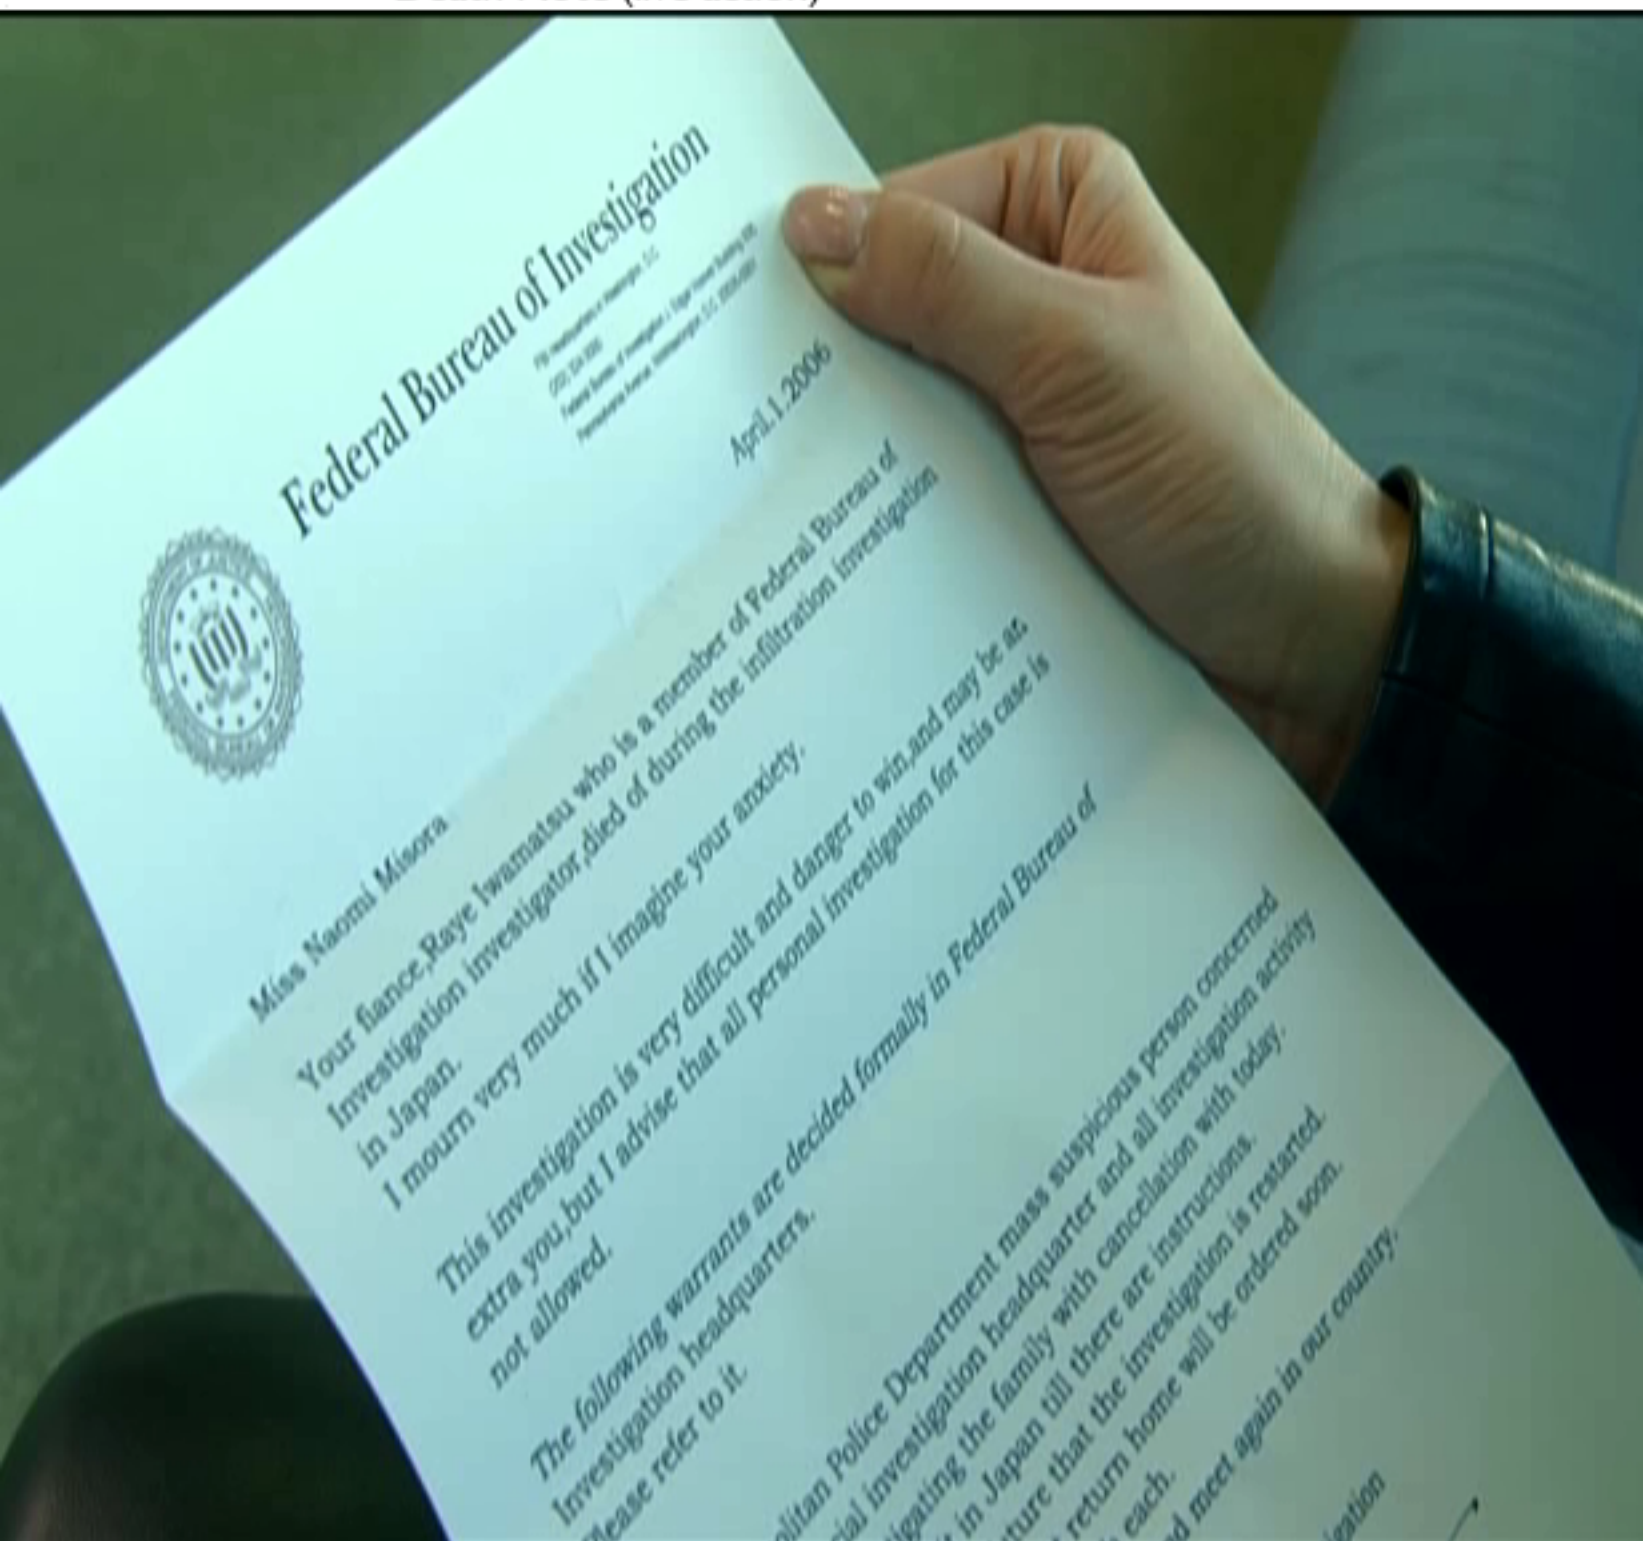 Federal Bureau of Investigation
April.1.2006
Miss Naomi Misora
Your fiance,Raye Iwamatsu who is a member of Federal Bureau of
Investigation investigator,died of during the infiltration investigation
in Japan.
I mourn very much if I imagine your anxiety.
This investigation is very difficult and danger to win,and may be an
extra you,but I advise that all personal investigation for this case is
not allowed.
The following warrants are decided formally in Federal Bureau of
Investigation headquarters.
Please refer to it.
olitan Police Department mass suspicious person concerned
ial investigation headquarter and all investigation activity
tigating the family with cancellation with today.
in Japan till there are instructions.
ture that the investigation is restarted.
return home will be ordered soon.
each.
d meet again in our country.
igation